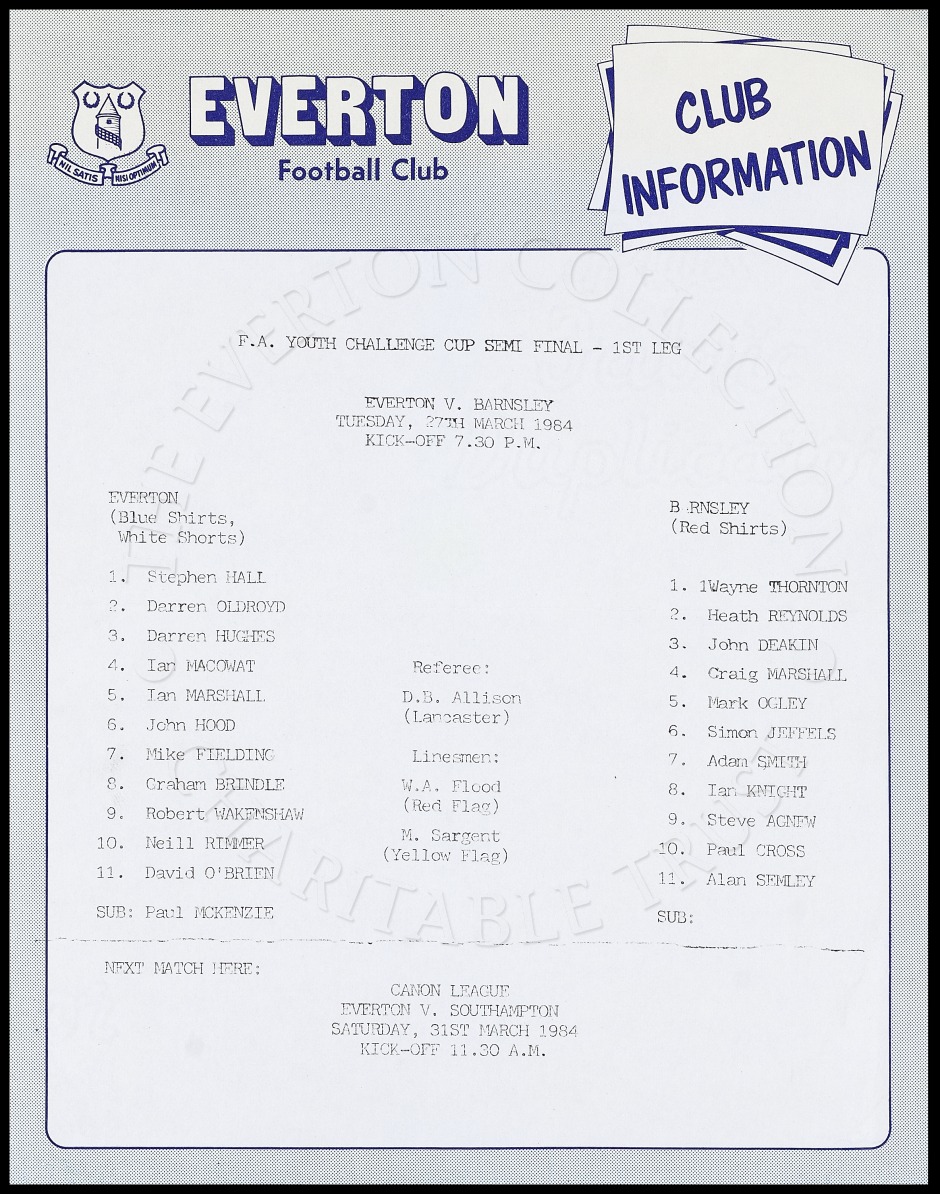 EVERTON
Football Club
NIL SATIS NISI OPTIMUM
CLUB
INFORMATION
F.A. YOUTH CHALLENGE CUP SEMI FINAL - 1ST LEG
EVERTON V. BARNSLEY
TUESDAY, 27TH MARCH 1984
KICK-OFF 7.30 P.M.
EVERTON
(Blue Shirts,
White Shorts)
1. Stephen HALL
2. Darren OLDROYD
3. Darren HUGHES
4. Ian MACOWAT
5. Ian MARSHALL
6. John HOOD
7. Mike FIELDING
8. Graham BRINDLE
9. Robert WAKENSHAW
10. Neill RIMMER
11. David O'BRIEN
SUB: Paul MCKENZIE
Referee:
D.B. Allison
(Lancaster)
Linesmen:
W.A. Flood
(Red Flag)
M. Sargent
(Yellow Flag)
B RNSLEY
(Red Shirts)
1. 1Wayne THORNTON
2. Heath REYNOLDS
3. John DEAKIN
4. Craig MARSHALL
5. Mark OGLEY
6. Simon JEFFELS
7. Adam SMITH
8. Ian KNIGHT
9. Steve AGNEW
10. Paul CROSS
11. Alan SEMLEY
SUB:
NEXT MATCH HERE:
CANON LEAGUE
EVERTON V. SOUTHAMPTON
SATURDAY, 31ST MARCH 1984
KICK-OFF 11.30 A.M.
© THE EVERTON COLLECTION
© CHARITABLE TRUST